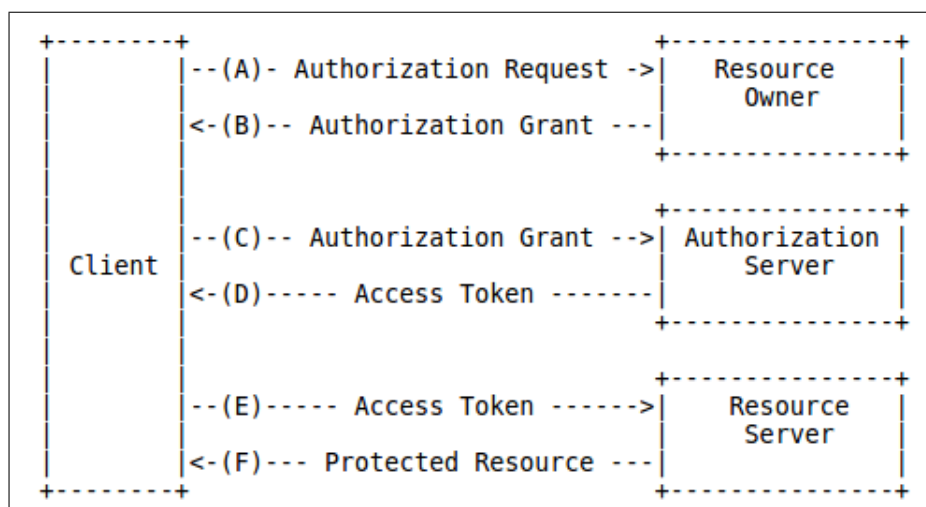 +--------+                               +---------------+
|        |--(A)- Authorization Request ->|   Resource    |
|        |                               |     Owner     |
|        |<-(B)-- Authorization Grant ---|               |
|        |                               +---------------+
|        |
|        |                               +---------------+
|        |--(C)-- Authorization Grant -->| Authorization |
| Client |                               |     Server    |
|        |<-(D)----- Access Token -------|               |
|        |                               +---------------+
|        |
|        |                               +---------------+
|        |--(E)----- Access Token ------>|    Resource   |
|        |                               |     Server    |
|        |<-(F)--- Protected Resource ---|               |
+--------+                               +---------------+